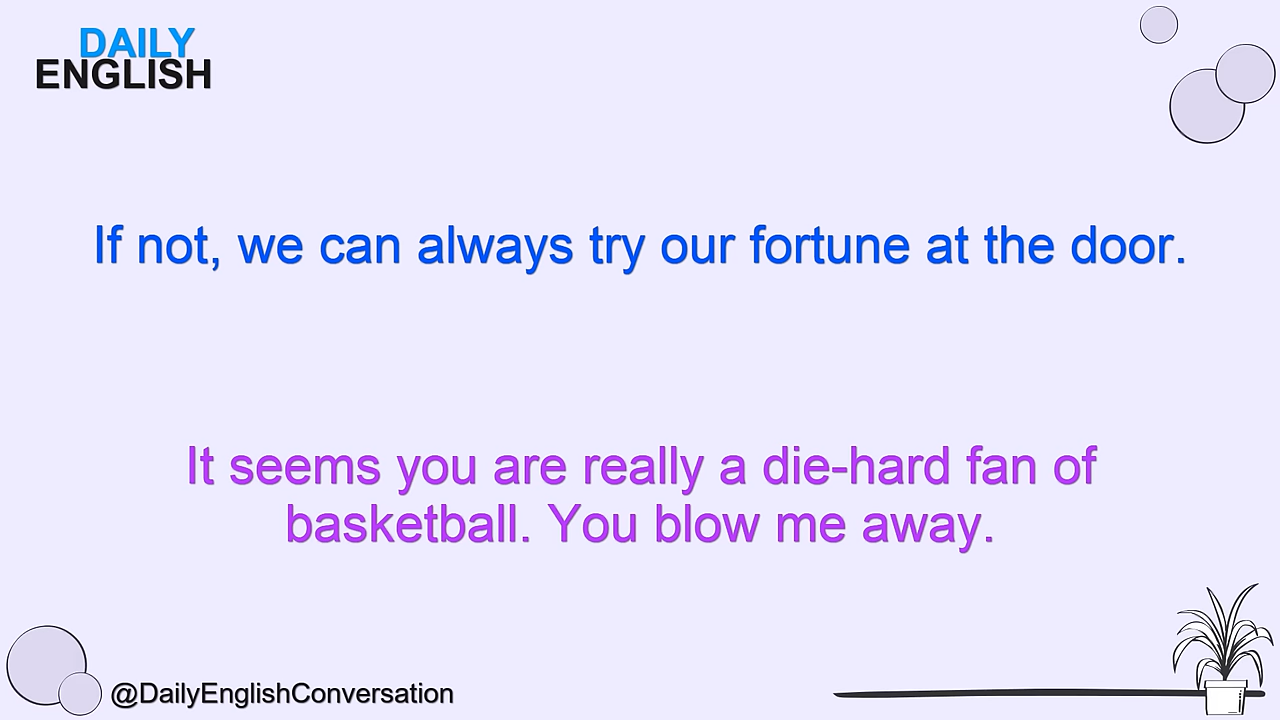 DAILY
ENGLISH
If not, we can always try our fortune at the door.
It seems you are really a die-hard fan of
basketball. You blow me away.
@DailyEnglishConversation